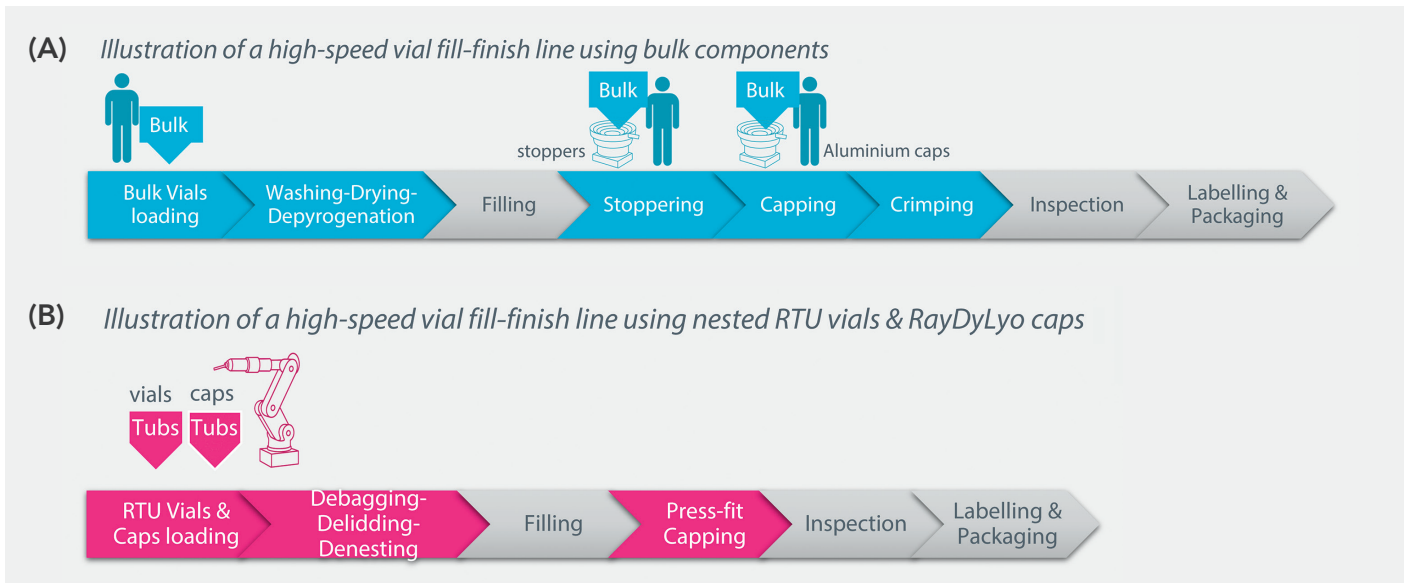 (A) Illustration of a high-speed vial fill-finish line using bulk components
Bulk
Bulk
Bulk
stoppers
Aluminium caps
Bulk Vials
loading
Washing-Drying-
Depyrogenation
Filling
Stoppering
Capping
Crimping
Inspection
Labelling &
Packaging
(B) Illustration of a high-speed vial fill-finish line using nested RTU vials & RayDyLyo caps
vials
caps
Tubs
Tubs
RTU Vials &
Caps loading
Debagging-
Delidding-
Denesting
Filling
Press-fit
Capping
Inspection
Labelling &
Packaging